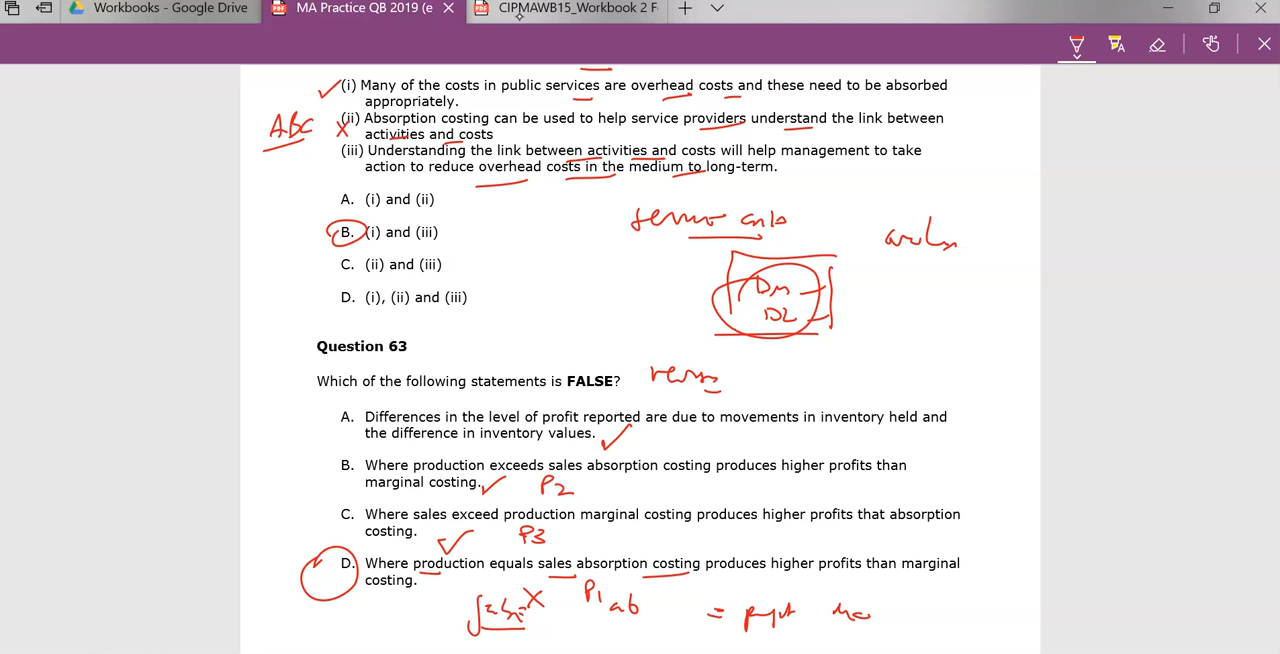 Workbooks - Google Drive
MA Practice QB 2019 (e
CIPMAWB15_Workbook 2 F
(i) Many of the costs in public services are overhead costs and these need to be absorbed
appropriately.
ABC X (ii) Absorption costing can be used to help service providers understand the link between
activities and costs
(iii) Understanding the link between activities and costs will help management to take
action to reduce overhead costs in the medium to long-term.
A. (i) and (ii)
B. (i) and (iii)
C. (ii) and (iii)
D. (i), (ii) and (iii)
DM
DL
Question 63
Which of the following statements is FALSE?
A. Differences in the level of profit reported are due to movements in inventory held and
the difference in inventory values.
B. Where production exceeds sales absorption costing produces higher profits than
marginal costing. P2
C. Where sales exceed production marginal costing produces higher profits that absorption
costing. P3
D. Where production equals sales absorption costing produces higher profits than marginal
costing.
X P1 ab =